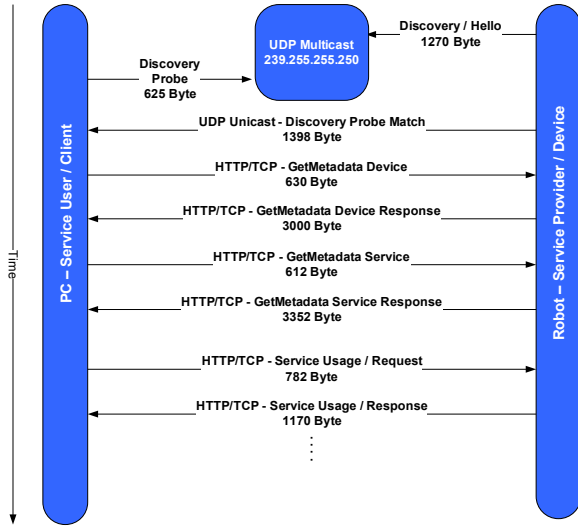 Discovery / Hello
1270 Byte
UDP Multicast
239.255.255.250
Discovery
Probe
625 Byte
UDP Unicast - Discovery Probe Match
1398 Byte
HTTP/TCP - GetMetadata Device
630 Byte
HTTP/TCP - GetMetadata Device Response
3000 Byte
HTTP/TCP - GetMetadata Service
612 Byte
HTTP/TCP - GetMetadata Service Response
3352 Byte
HTTP/TCP - Service Usage / Request
782 Byte
HTTP/TCP - Service Usage / Response
1170 Byte
.....
Time
PC – Service User / Client
Robot – Service Provider / Device